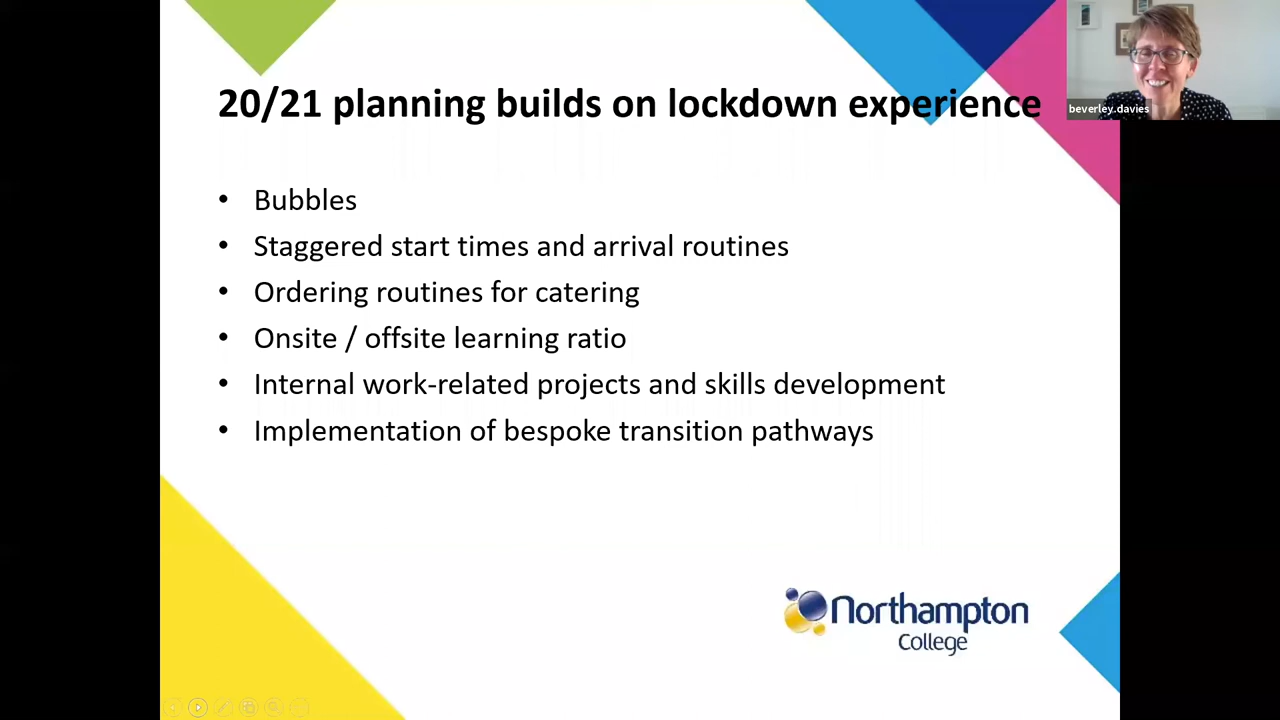 20/21 planning builds on lockdown experience
beverley.davies
• Bubbles
• Staggered start times and arrival routines
• Ordering routines for catering
• Onsite / offsite learning ratio
• Internal work-related projects and skills development
• Implementation of bespoke transition pathways
Northampton
College